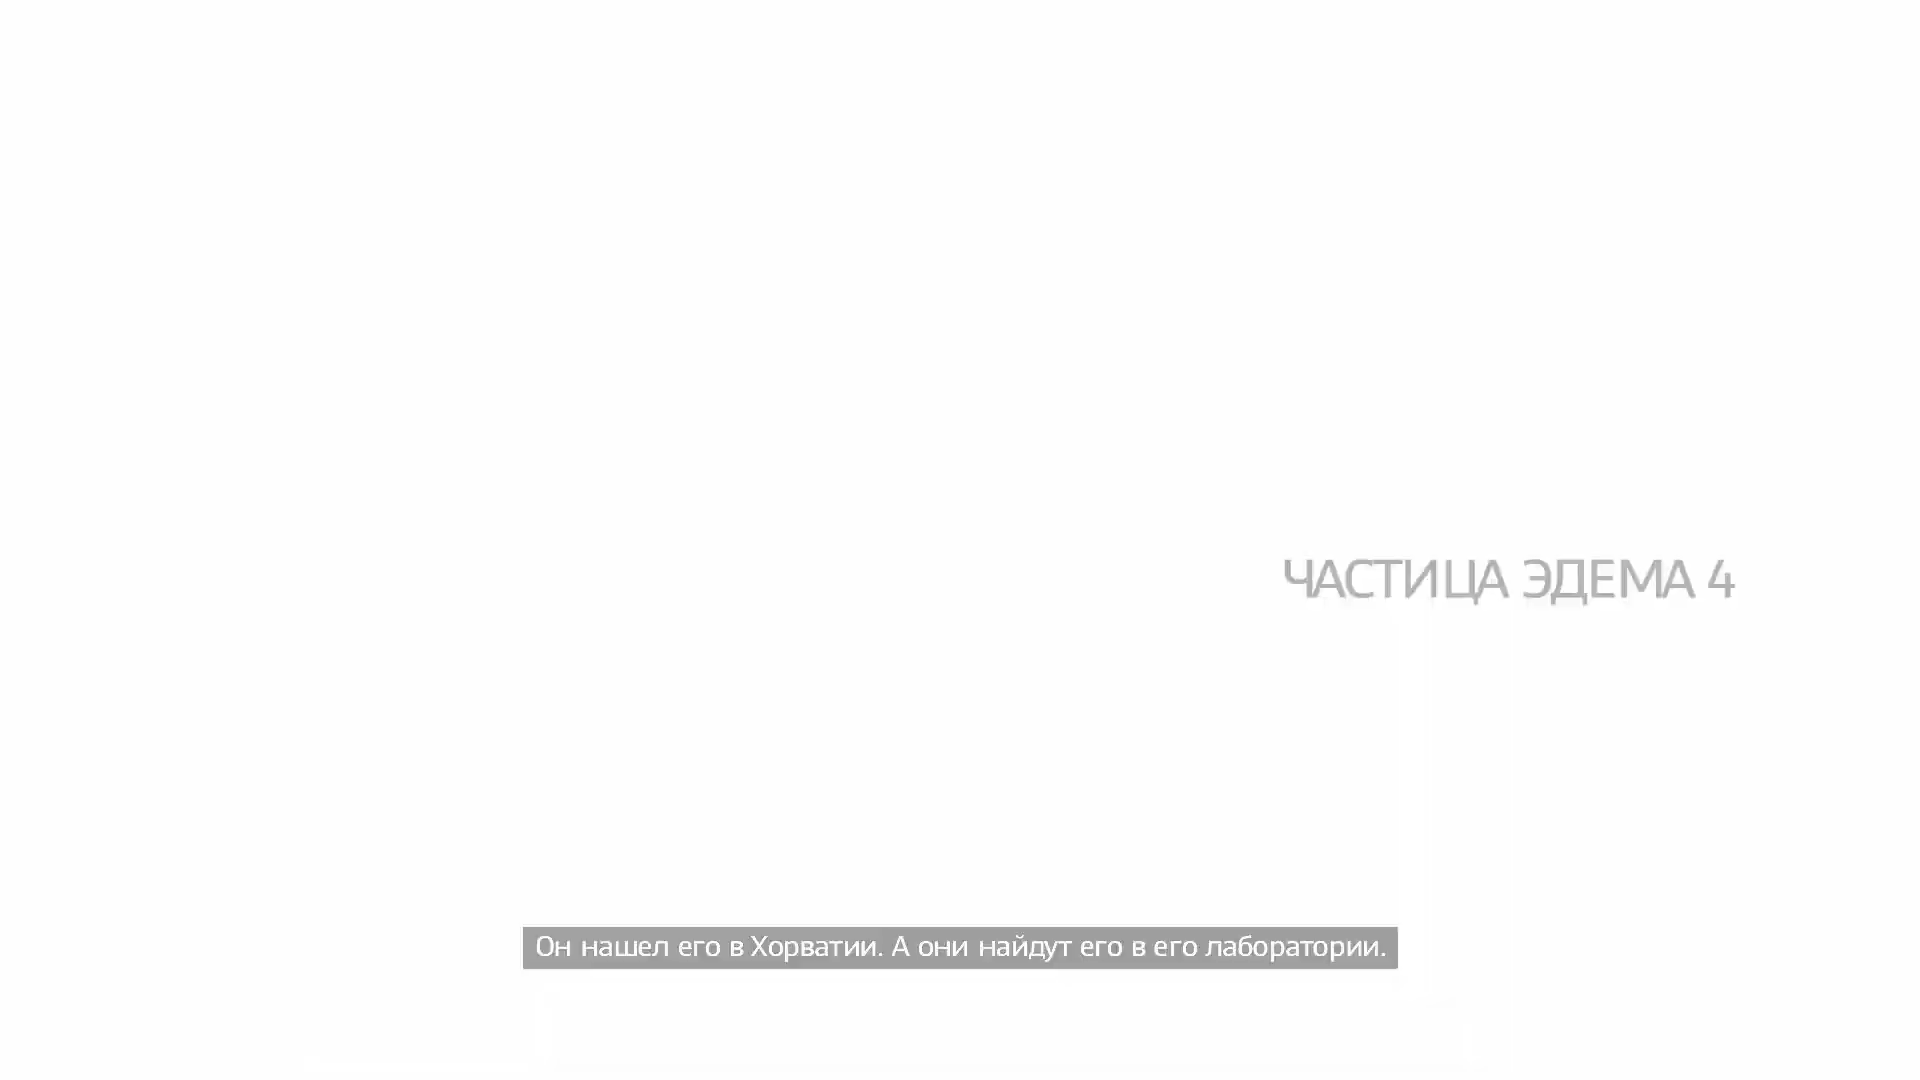 ЧАСТИЦА ЭДЕМА 4
Он нашел его в Хорватии. А они найдут его в его лаборатории.